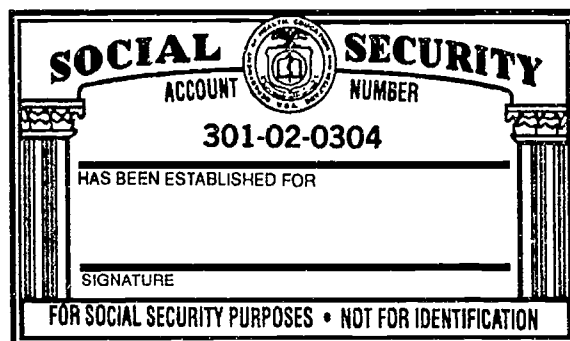 SOCIAL SECURITY
ACCOUNT NUMBER
301-02-0304
HAS BEEN ESTABLISHED FOR
SIGNATURE
FOR SOCIAL SECURITY PURPOSES • NOT FOR IDENTIFICATION